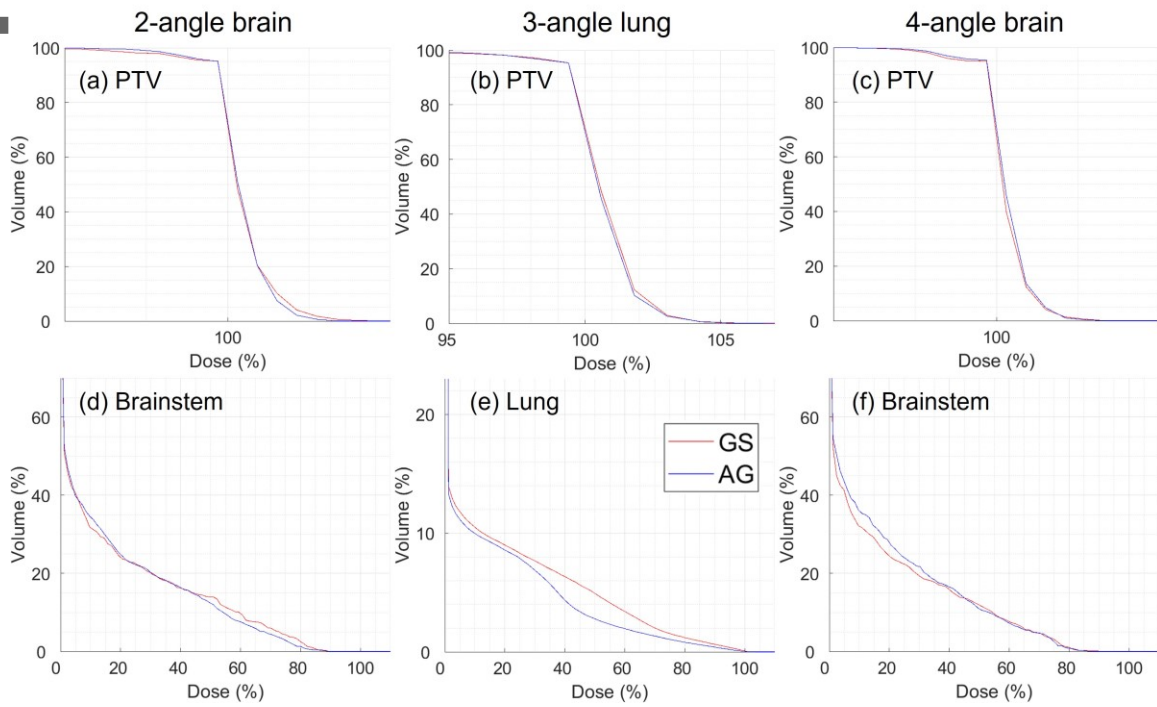 2-angle brain
3-angle lung
4-angle brain
(a) PTV
100
80
60
40
20
0
Volume (%)
100
Dose (%)
(b) PTV
100
80
60
40
20
0
Volume (%)
95
100
105
Dose (%)
(c) PTV
100
80
60
40
20
0
Volume (%)
100
Dose (%)
(d) Brainstem
60
40
20
0
Volume (%)
0 20 40 60 80 100
Dose (%)
(e) Lung
GS
AG
20
10
0
Volume (%)
0 20 40 60 80 100
Dose (%)
(f) Brainstem
60
40
20
0
Volume (%)
0 20 40 60 80 100
Dose (%)